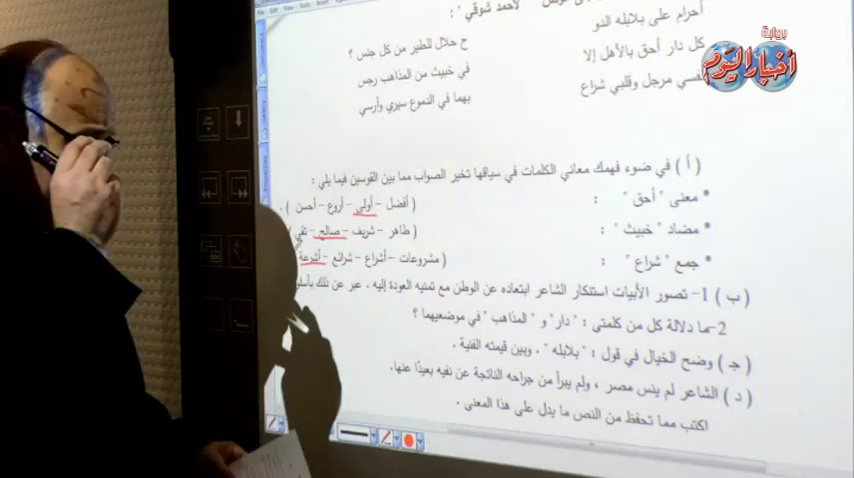 لأحمد شوقي " :
أحرام على بلابله الدو ح حلال للطير من كل جنس ؟
كل دار أحق بالأهل إلا في خبيث من المذاهب رجس
نفسي مرجل وقلبي شراع بهما في الدموع سيري وأرسي
بوابة
أخبار اليوم
( أ ) في ضوء فهمك معاني الكلمات في سياقها تخير الصواب مما بين القوسين فيما يلي :
* معنى " أحق " : ( أفضل – أولى – أروع – أحسن ) .
* مضاد " خبيث " : ( طاهر – شريف – صالح – تقي )
* جمع " شراع " : ( مشروعات – أشراع – شرائع – أشرعة
( ب ) 1- تصور الأبيات استنكار الشاعر ابتعاده عن الوطن مع تمنيه العودة إليه . عبر عن ذلك
2-ما دلالة كل من كلمتى : " دار " و " المذاهب " في موضعيهما ؟
( جـ ) وضح الخيال في قول : " بلابله " . وبين قيمته الفنية .
( د ) الشاعر لم ينس مصر ، ولم يبرأ من جراحه الناتجة عن نفيه بعيدًا عنها.
اكتب مما تحفظ من النص ما يدل على هذا المعنى .